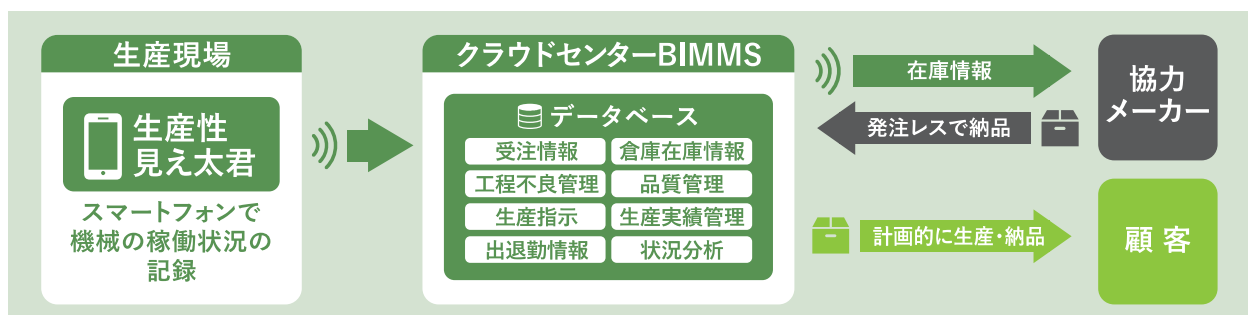 生産現場
生産性
見え太君
スマートフォンで
機械の稼働状況の
記録
クラウドセンターBIMMS
データベース
受注情報
倉庫在庫情報
工程不良管理
品質管理
生産指示
生産実績管理
出退勤情報
状況分析
在庫情報
発注レスで納品
協力
メーカー
計画的に生産・納品
顧客